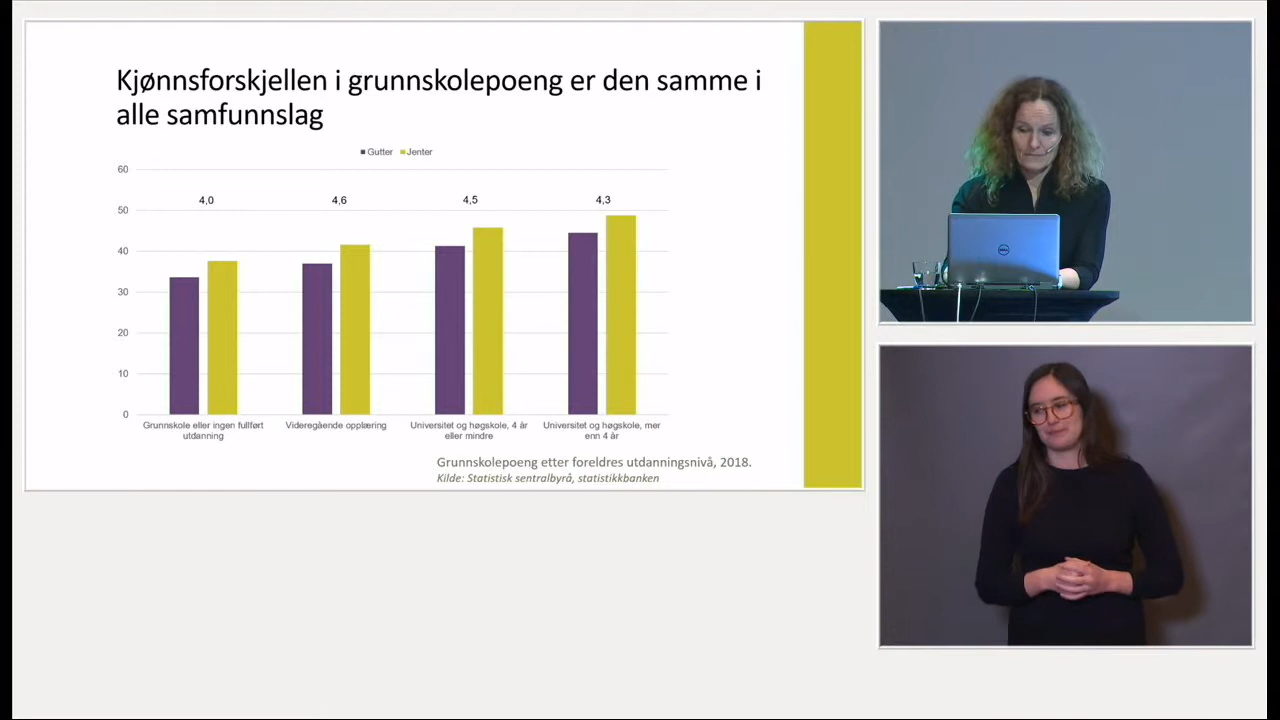 Kjønnsforskjellen i grunnskolepoeng er den samme i
alle samfunnslag
Gutter Jenter
60
50
40
30
20
10
0
4,0 4,6 4,5 4,3
Grunnskole eller ingen fullført
utdanning
Videregående opplæring
Universitet og høgskole, 4 år
eller mindre
Universitet og høgskole, mer
enn 4 år
Grunnskolepoeng etter foreldres utdanningsnivå, 2018.
Kilde: Statistisk sentralbyrå, statistikkbanken
DELL